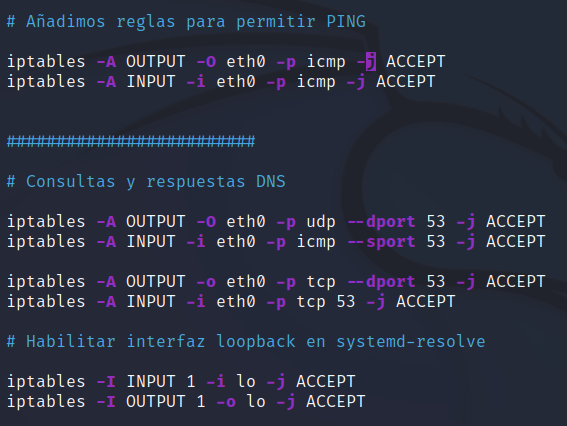 # Añadimos reglas para permitir PING
iptables -A OUTPUT -O eth0 -p icmp -j ACCEPT
iptables -A INPUT -i eth0 -p icmp -j ACCEPT
##########################
# Consultas y respuestas DNS
iptables -A OUTPUT -O eth0 -p udp --dport 53 -j ACCEPT
iptables -A INPUT -i eth0 -p icmp --sport 53 -j ACCEPT
iptables -A OUTPUT -o eth0 -p tcp --dport 53 -j ACCEPT
iptables -A INPUT -i eth0 -p tcp 53 -j ACCEPT
# Habilitar interfaz loopback en systemd-resolve
iptables -I INPUT 1 -i lo -j ACCEPT
iptables -I OUTPUT 1 -o lo -j ACCEPT